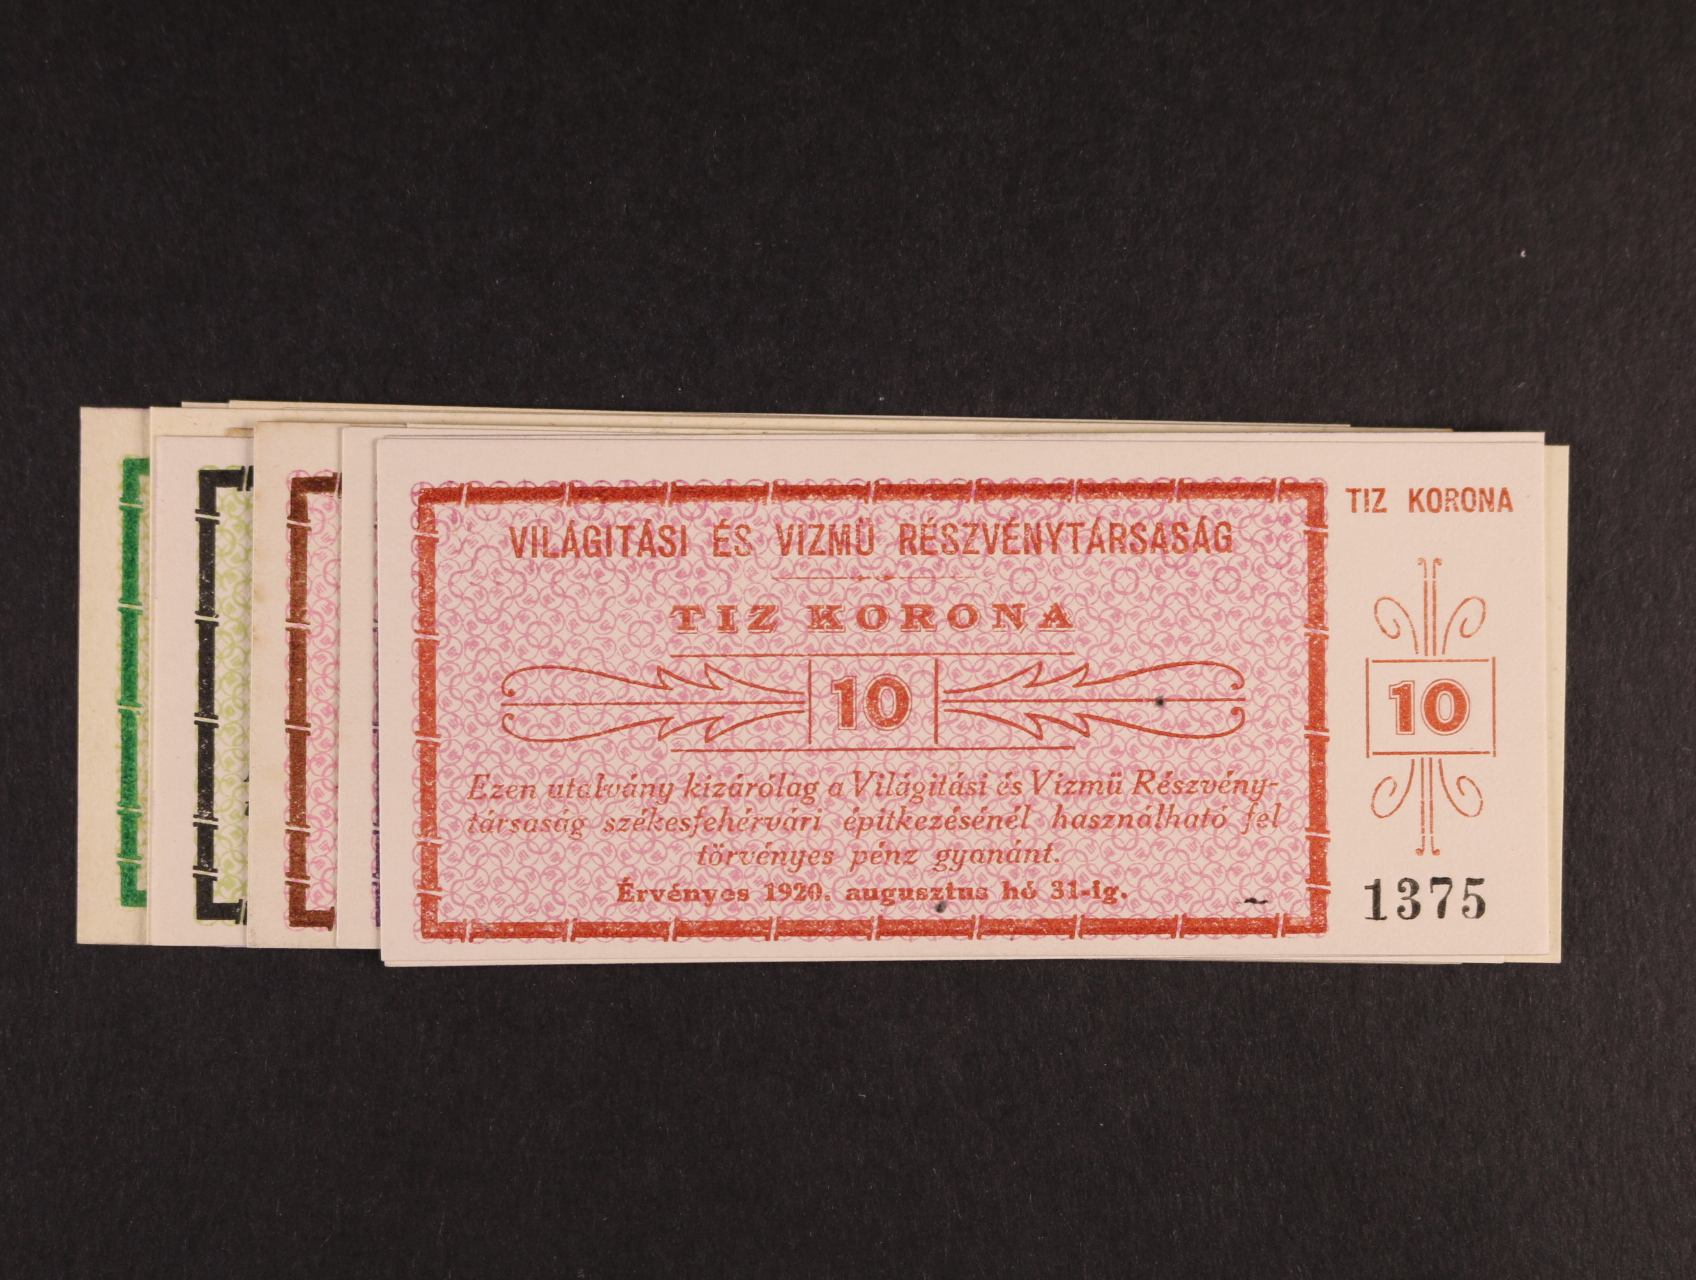 VILÁGITÁSI ÉS VIZMÜ RÉSZVÉNYTÁRSASÁG
TIZ KORONA
10
Ezen utalvány kizárólag a Világitási és Vizmü Részvény-
társaság székesfehérvári épitkezésénél használható fel
törvényes pénz gyanánt.
Érvényes 1920. augusztus hó 31-ig.
TIZ KORONA
10
1375